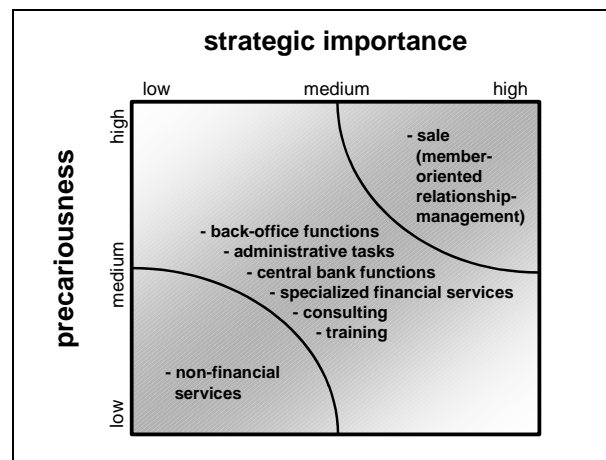 strategic importance
low medium high
high
medium
low
precariousness
- sale
(member-
oriented
relationship-
management)
- back-office functions
- administrative tasks
- central bank functions
- specialized financial services
- consulting
- training
- non-financial
services